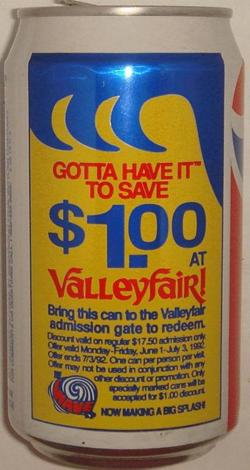 GOTTA HAVE IT™
TO SAVE
$1.00
AT
Valleyfair!
Bring this can to the Valleyfair
admission gate to redeem.
Discount valid on regular $17.50 admission only.
Offer valid Monday-Friday, June 1-July 3, 1992.
Offer ends 7/3/92. One can per person per visit.
Offer may not be used in conjunction with any
other discount or promotion. Only
specially marked cans will be
accepted for $1.00 discount.
WAVE
NOW MAKING A BIG SPLASH!